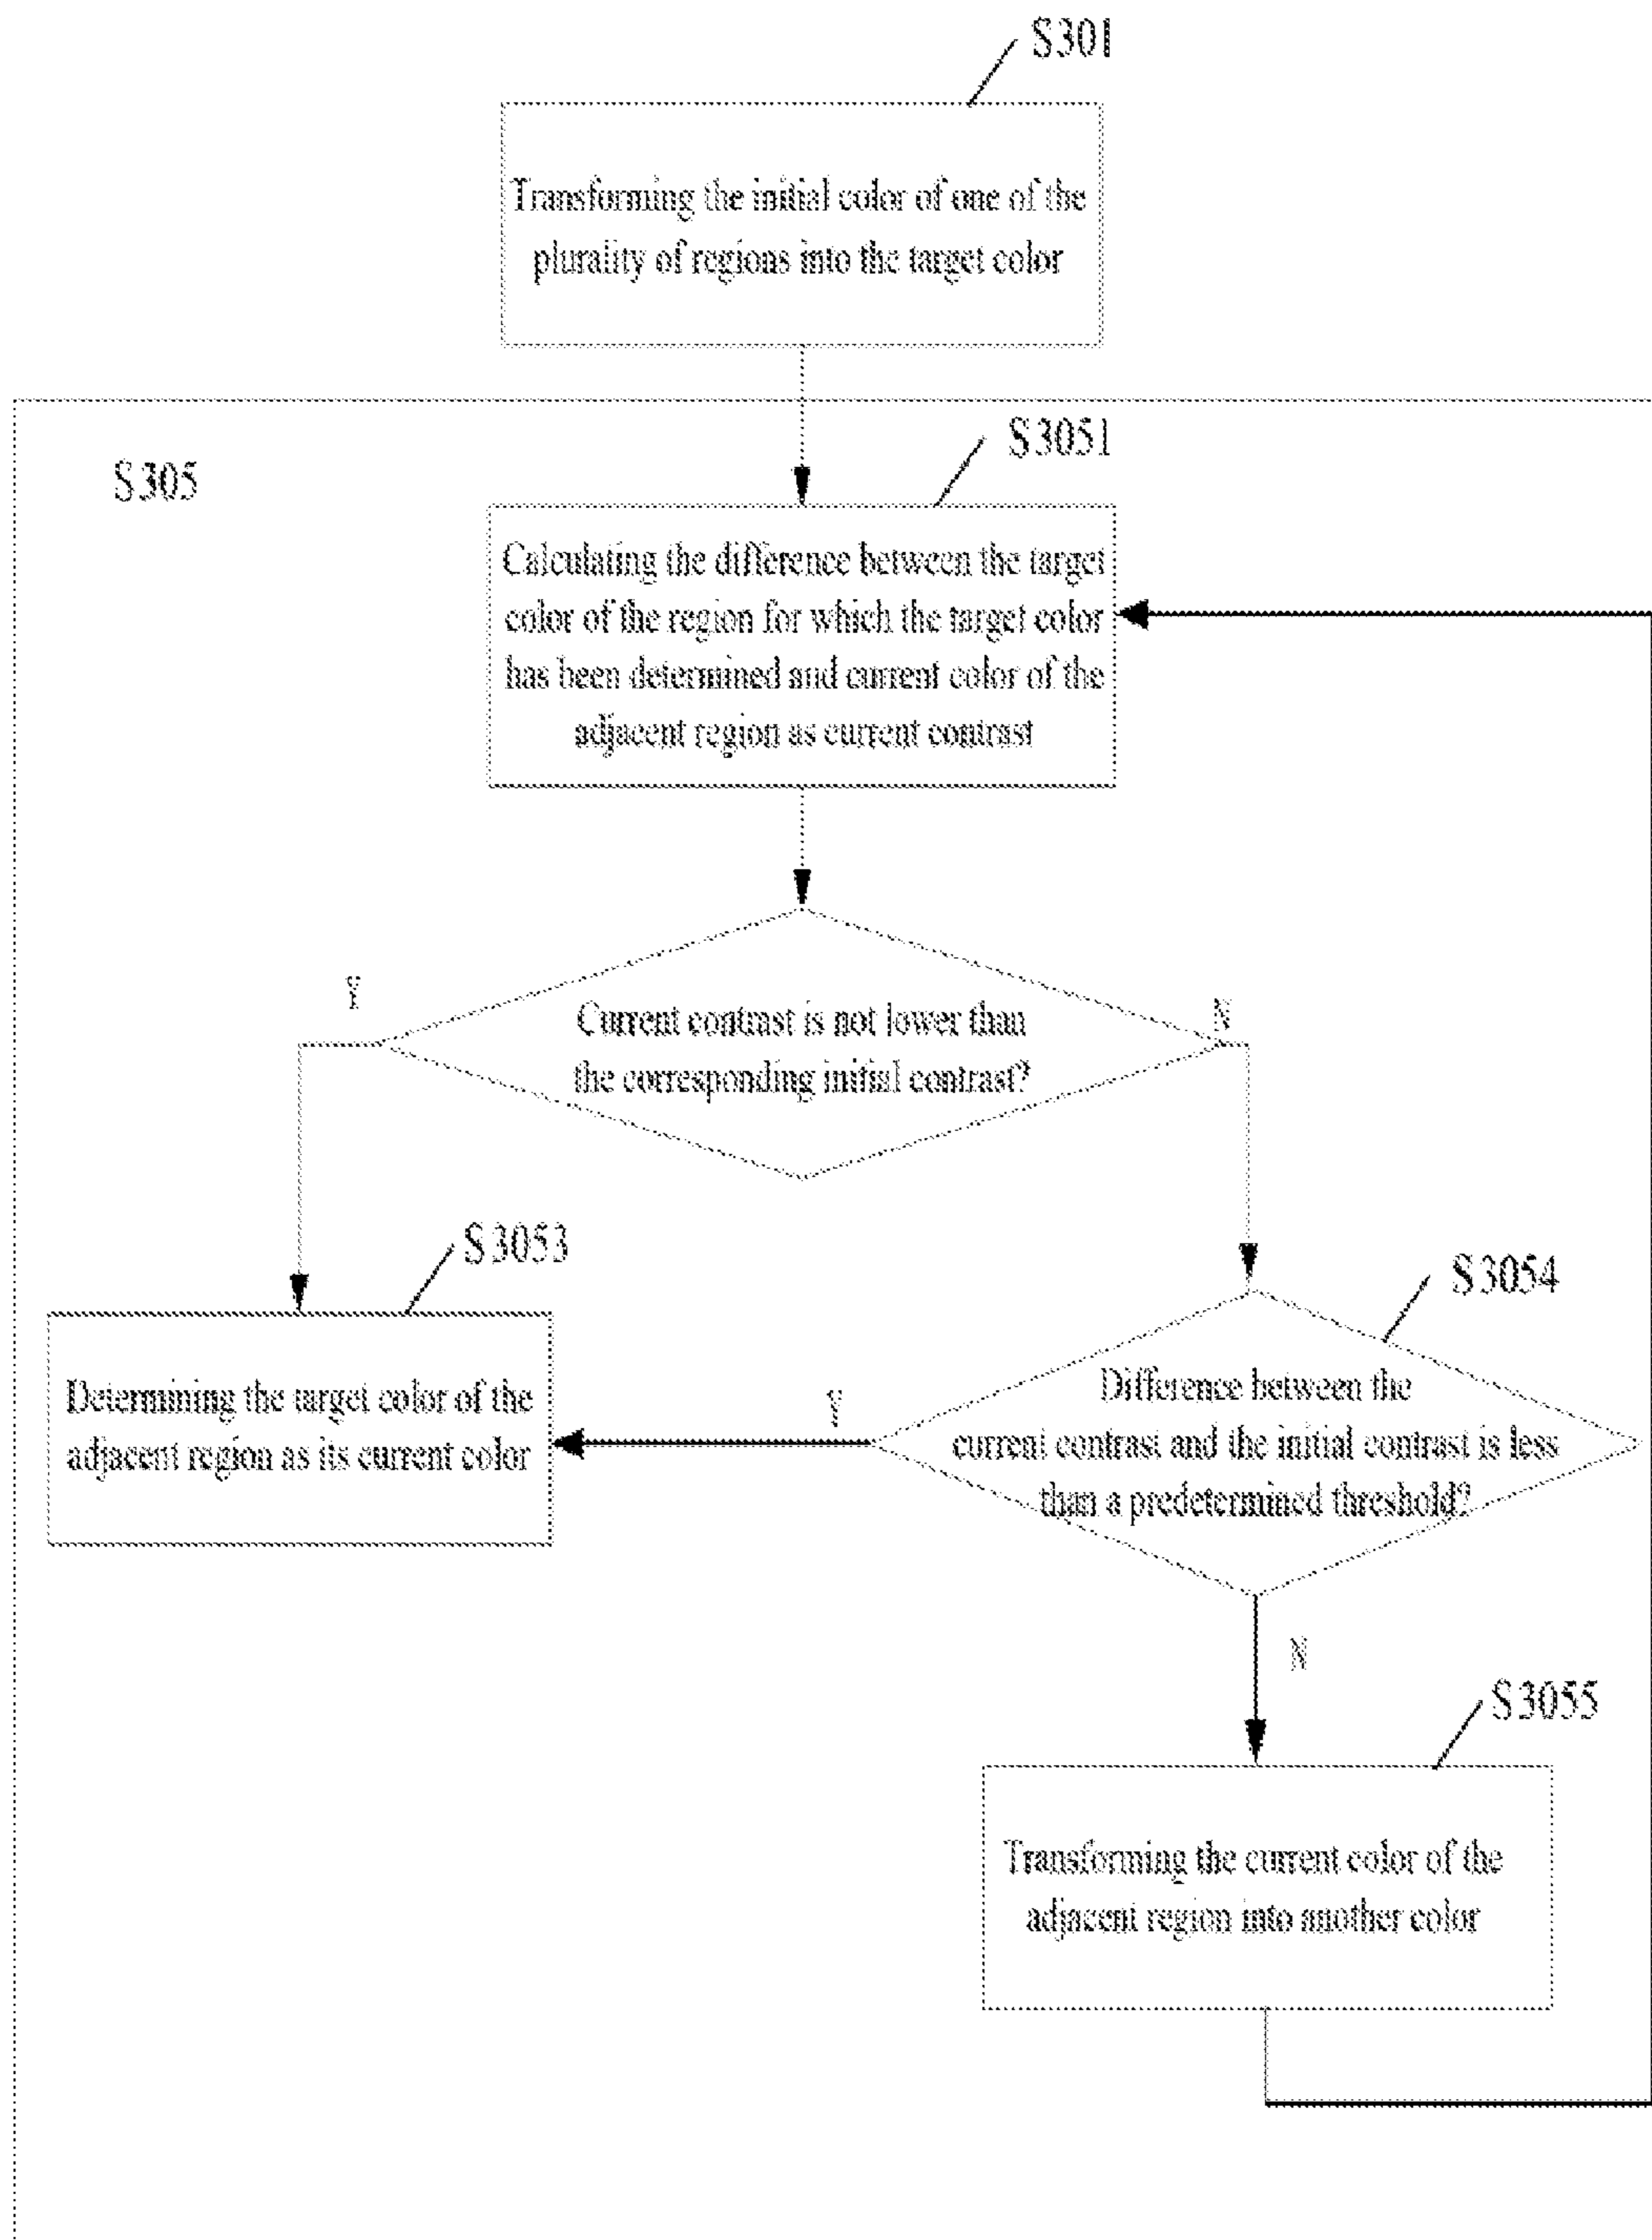 S301
Transforming the initial color of one of the
plurality of regions into the target color
S305
S3051
Calculating the difference between the target
color of the region for which the target color
has been determined and current color of the
adjacent region as current contrast
Y
N
Current contrast is not lower than
the corresponding initial contrast?
S3053
Determining the target color of the
adjacent region as its current color
S3054
Y
Difference between the
current contrast and the initial contrast is less
than a predetermined threshold?
N
S3055
Transforming the current color of the
adjacent region into another color